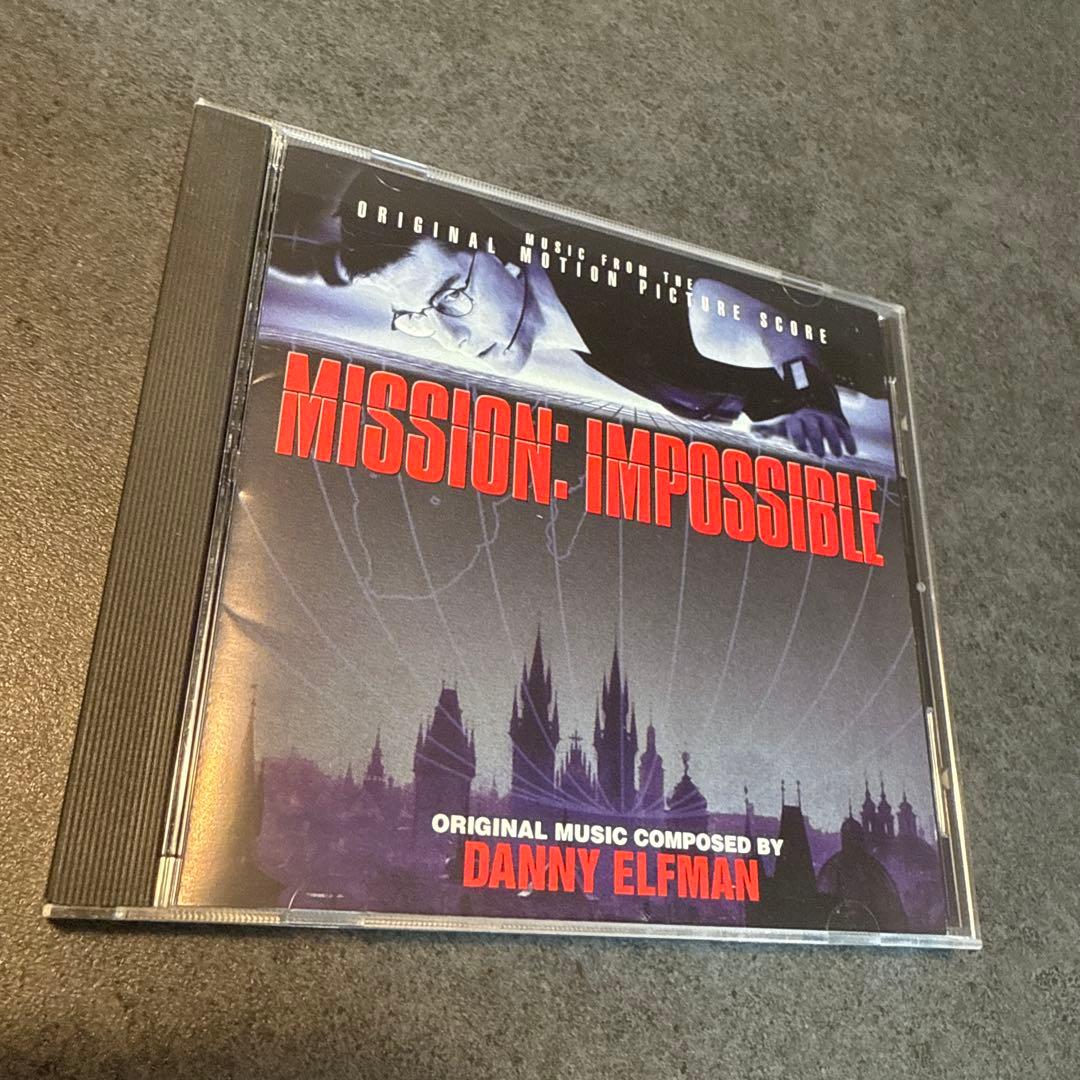 MUSIC FROM THE
ORIGINAL MOTION PICTURE SCORE
MISSION: IMPOSSIBLE
ORIGINAL MUSIC COMPOSED BY
DANNY ELFMAN